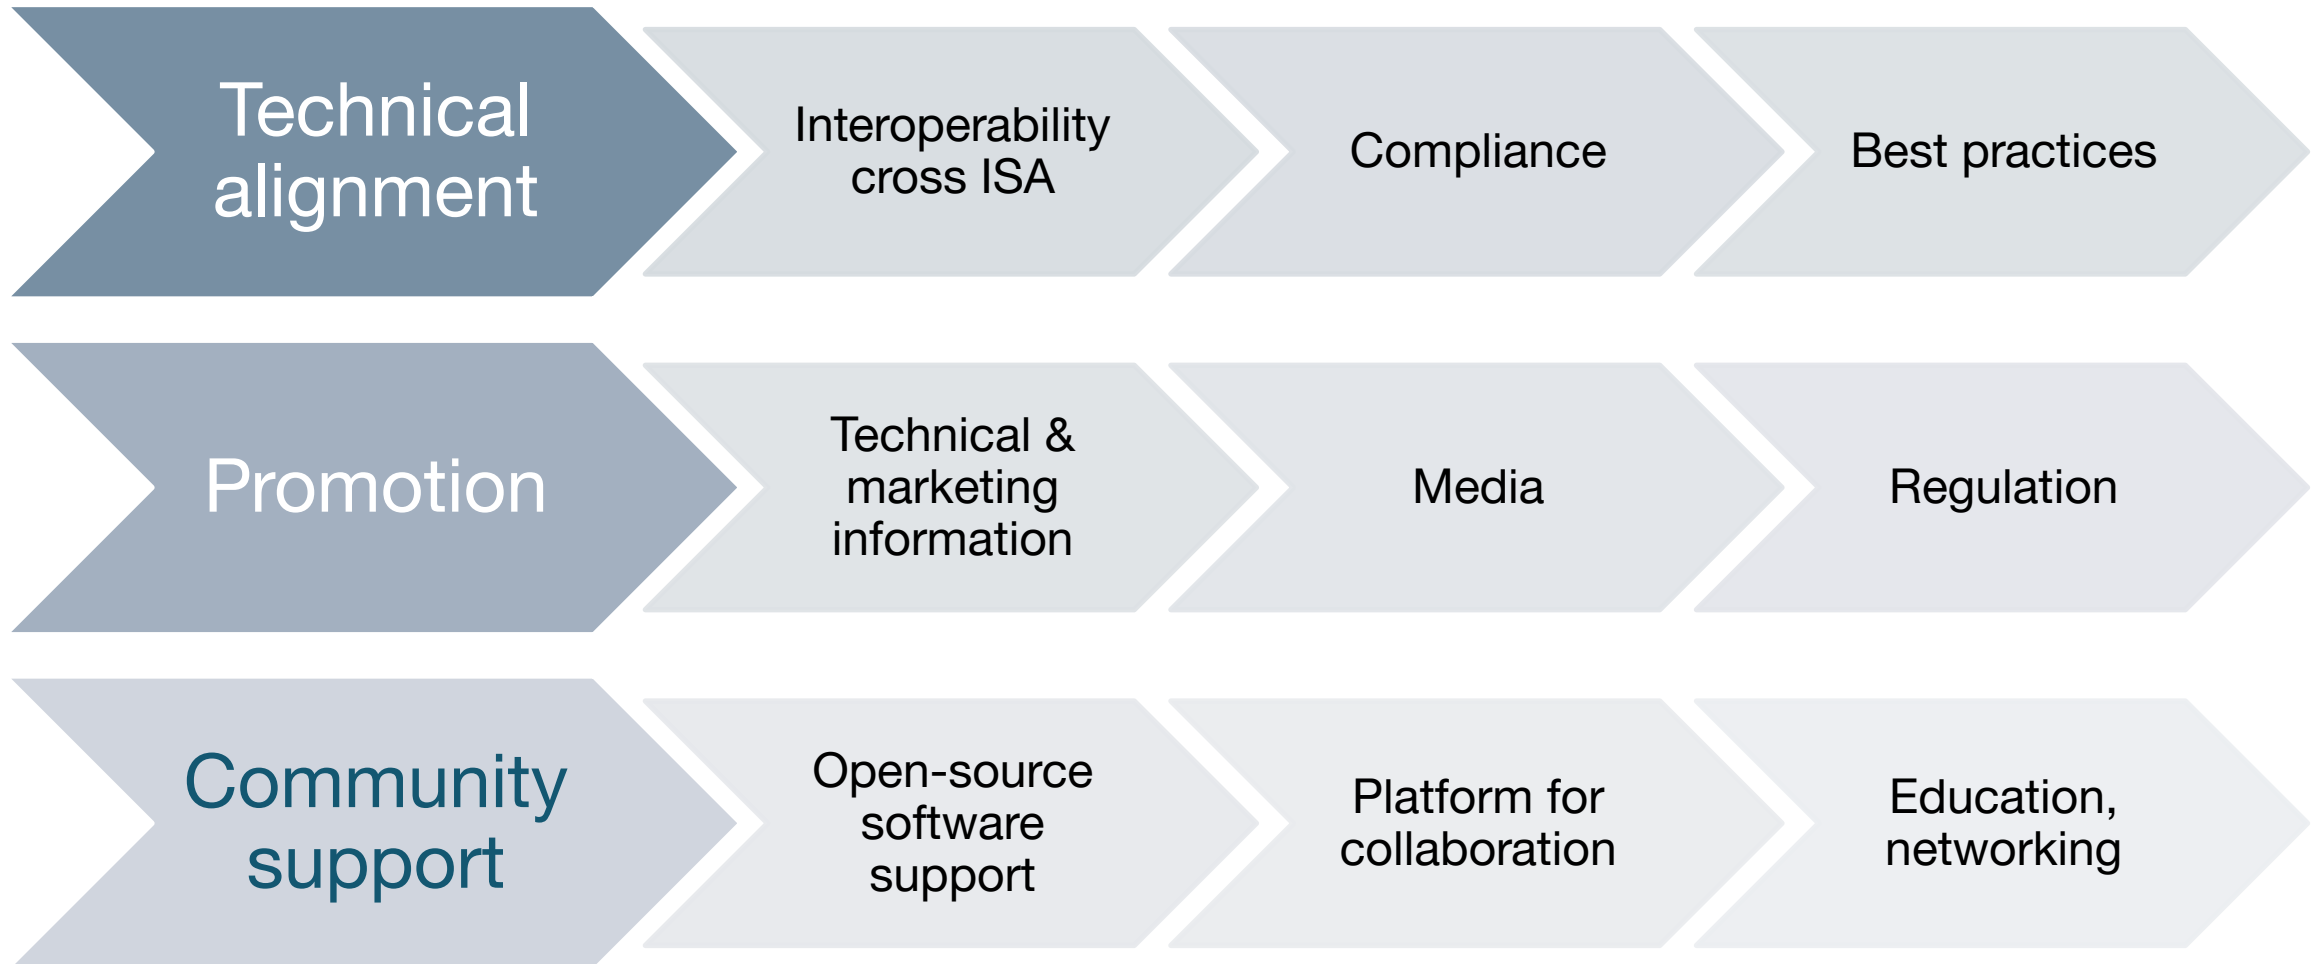 Technical
alignment
Interoperability
cross ISA
Compliance
Best practices
Promotion
Technical &
marketing
information
Media
Regulation
Community
support
Open-source
software
support
Platform for
collaboration
Education,
networking